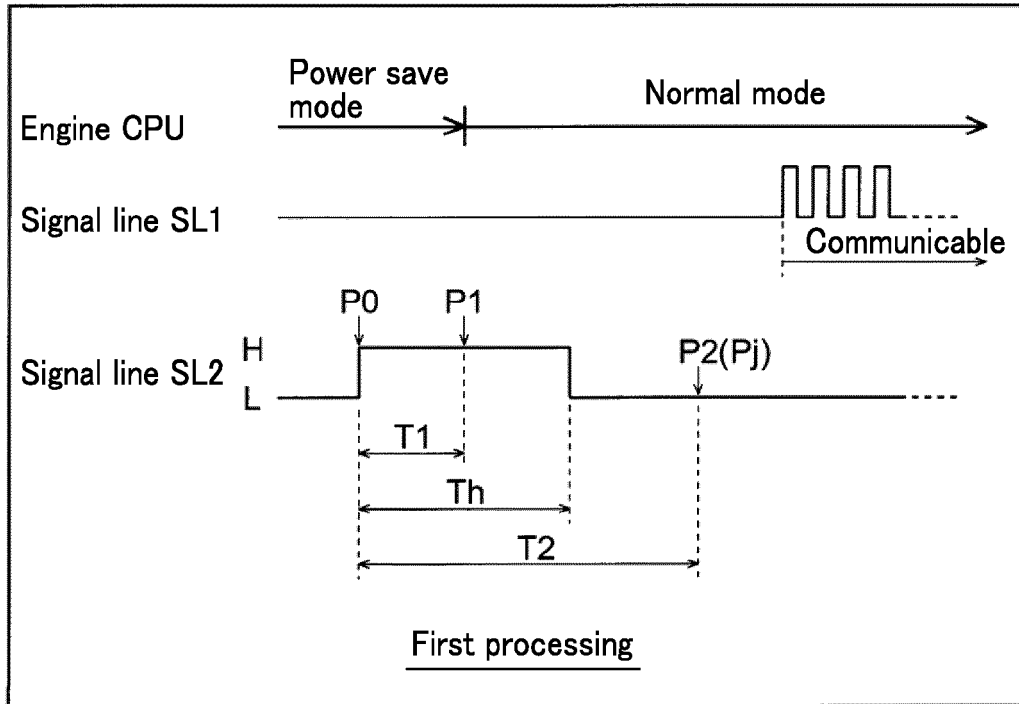 Power save
mode
Normal mode
Engine CPU
Signal line SL1
Communicable
P0
P1
H
P2(Pj)
Signal line SL2
L
T1
Th
T2
First processing